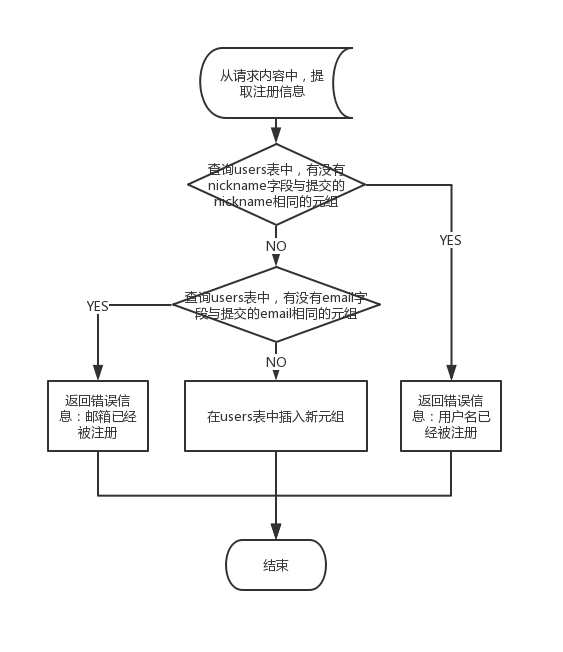 从请求内容中，提
取注册信息
查询users表中，有没有
nickname字段与提交的
nickname相同的元组
YES
NO
查询users表中，有没有email字
段与提交的email相同的元组
YES
NO
返回错误信
息：邮箱已经
被注册
在users表中插入新元组
返回错误信
息：用户名已
经被注册
结束